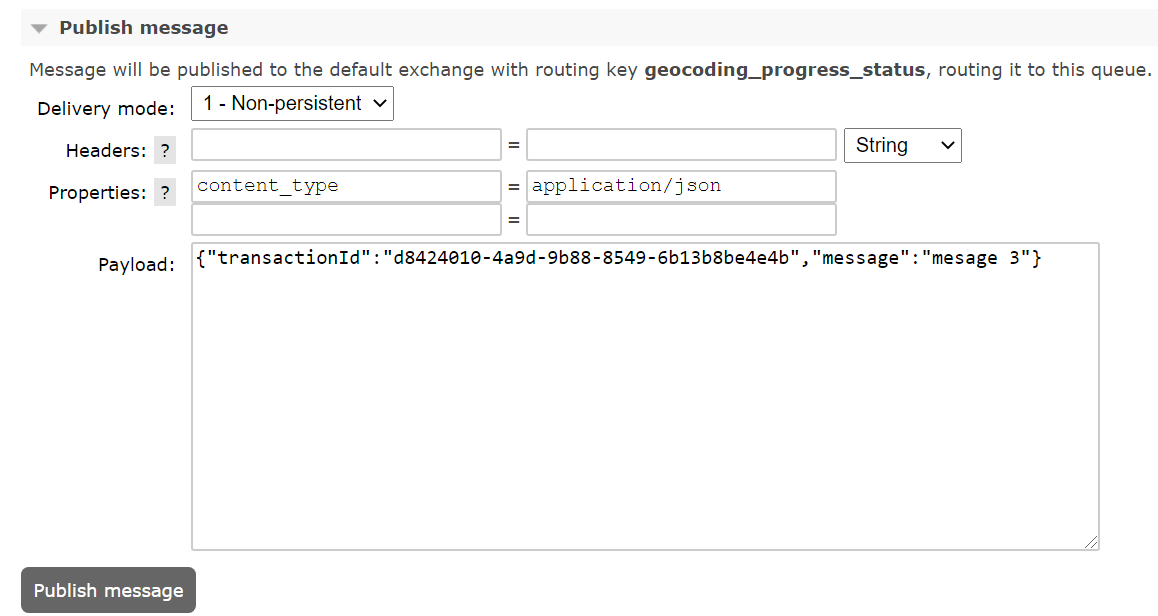 Publish message
Message will be published to the default exchange with routing key geocoding_progress_status, routing it to this queue.
Delivery mode: 1 - Non-persistent
Headers: ? = String
Properties: ? content_type = application/json
=
Payload: {"transactionId":"d8424010-4a9d-9b88-8549-6b13b8be4e4b","message":"mesage 3"}
Publish message